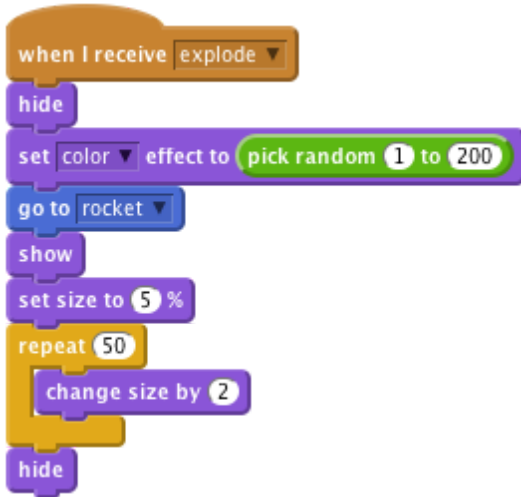 when I receive explode
hide
set color effect to pick random 1 to 200
go to rocket
show
set size to 5 %
repeat 50
change size by 2
hide